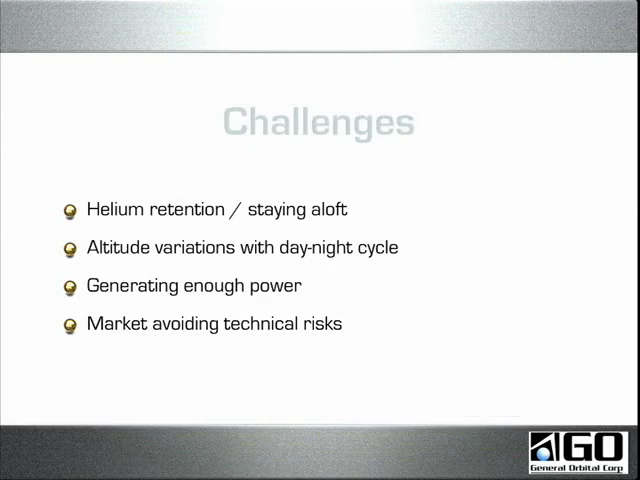 Challenges
Helium retention / staying aloft
Altitude variations with day-night cycle
Generating enough power
Market avoiding technical risks
GO
General Orbital Corp